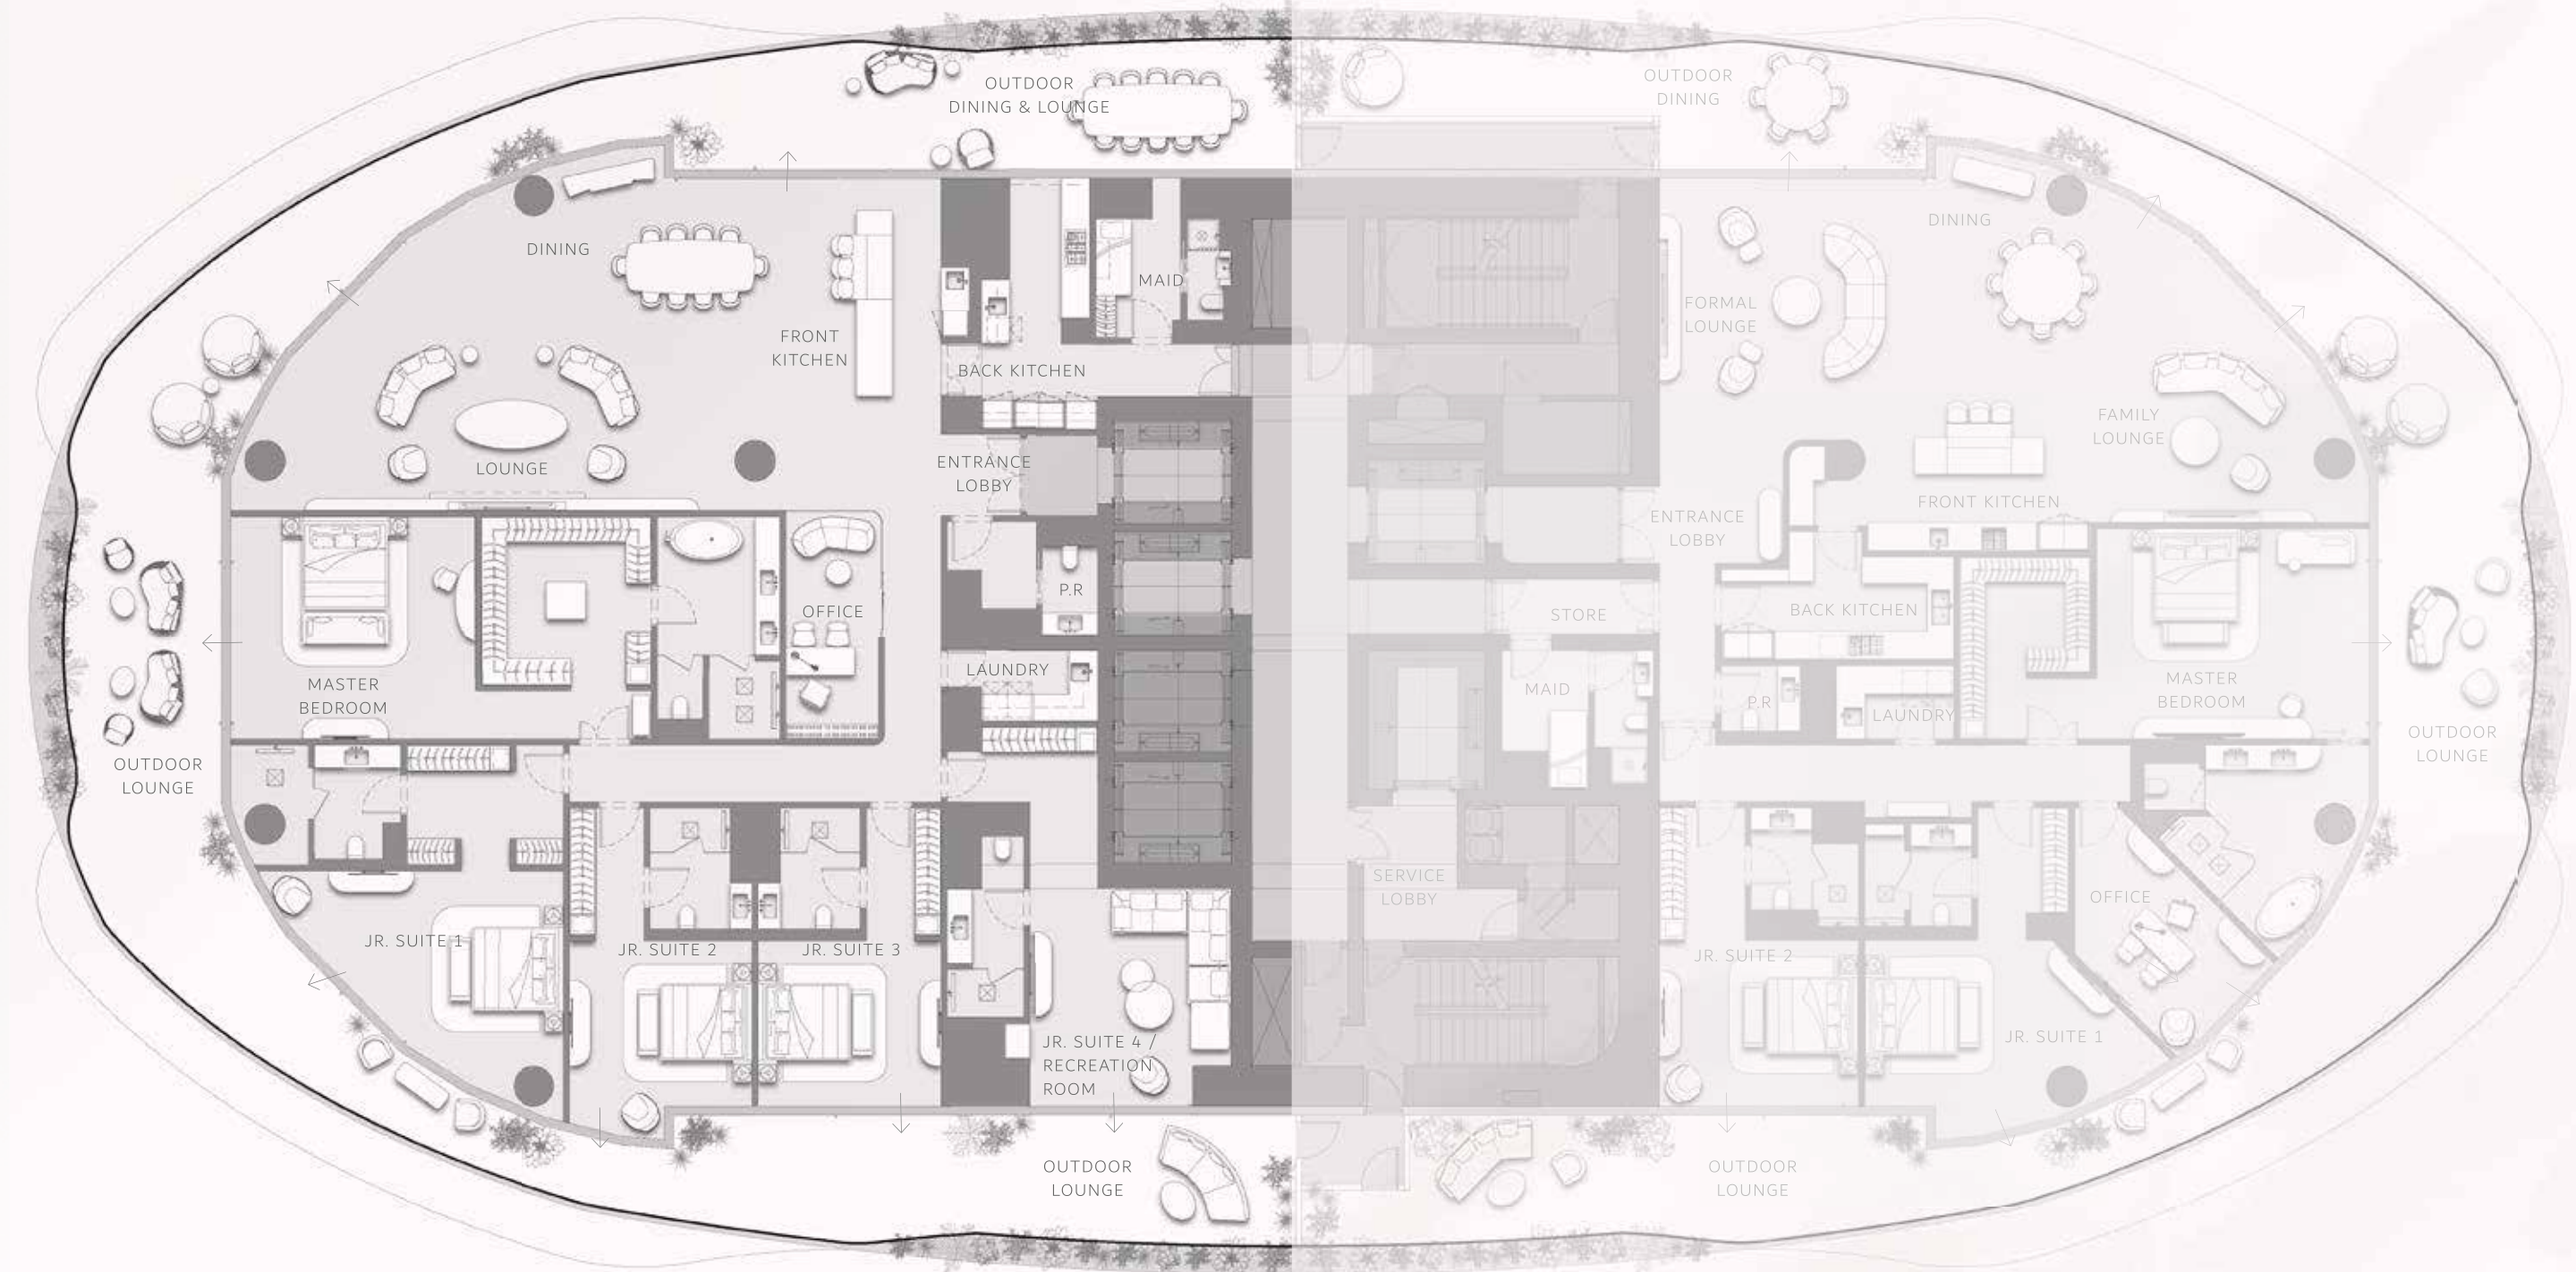 OUTDOOR
DINING & LOUNGE
DINING
FRONT
KITCHEN
LOUNGE
MAID
BACK KITCHEN
ENTRANCE
LOBBY
P.R
OFFICE
LAUNDRY
MASTER
BEDROOM
OUTDOOR
LOUNGE
JR. SUITE 1
JR. SUITE 2
JR. SUITE 3
JR. SUITE 4 /
RECREATION
ROOM
OUTDOOR
LOUNGE
OUTDOOR
DINING
DINING
FORMAL
LOUNGE
FAMILY
LOUNGE
FRONT KITCHEN
ENTRANCE
LOBBY
STORE
BACK KITCHEN
MAID
P.R
LAUNDRY
MASTER
BEDROOM
OUTDOOR
LOUNGE
SERVICE
LOBBY
OFFICE
JR. SUITE 2
JR. SUITE 1
OUTDOOR
LOUNGE